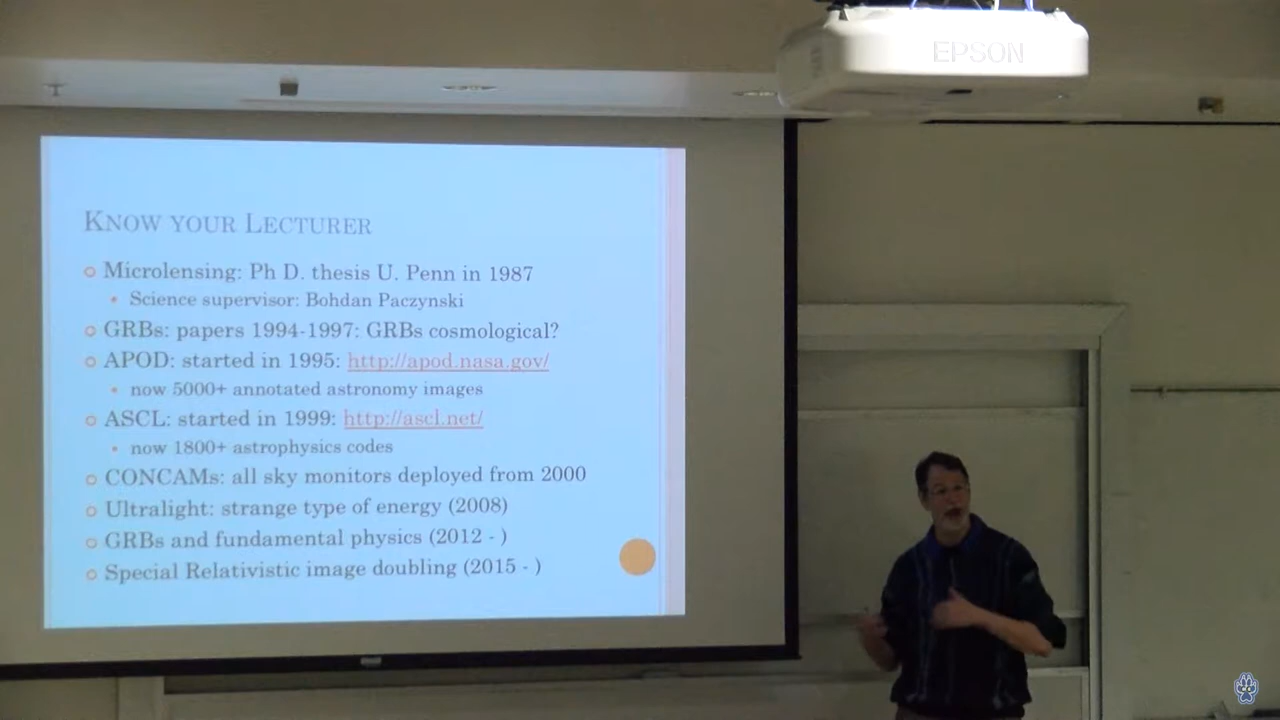 EPSON
KNOW YOUR LECTURER
Microlensing: Ph D. thesis U. Penn in 1987
Science supervisor: Bohdan Paczynski
GRBs: papers 1994-1997: GRBs cosmological?
APOD: started in 1995: http://apod.nasa.gov/
now 5000+ annotated astronomy images
ASCL: started in 1999: http://ascl.net/
now 1800+ astrophysics codes
CONCAMs: all sky monitors deployed from 2000
Ultralight: strange type of energy (2008)
GRBs and fundamental physics (2012 - )
Special Relativistic image doubling (2015 - )